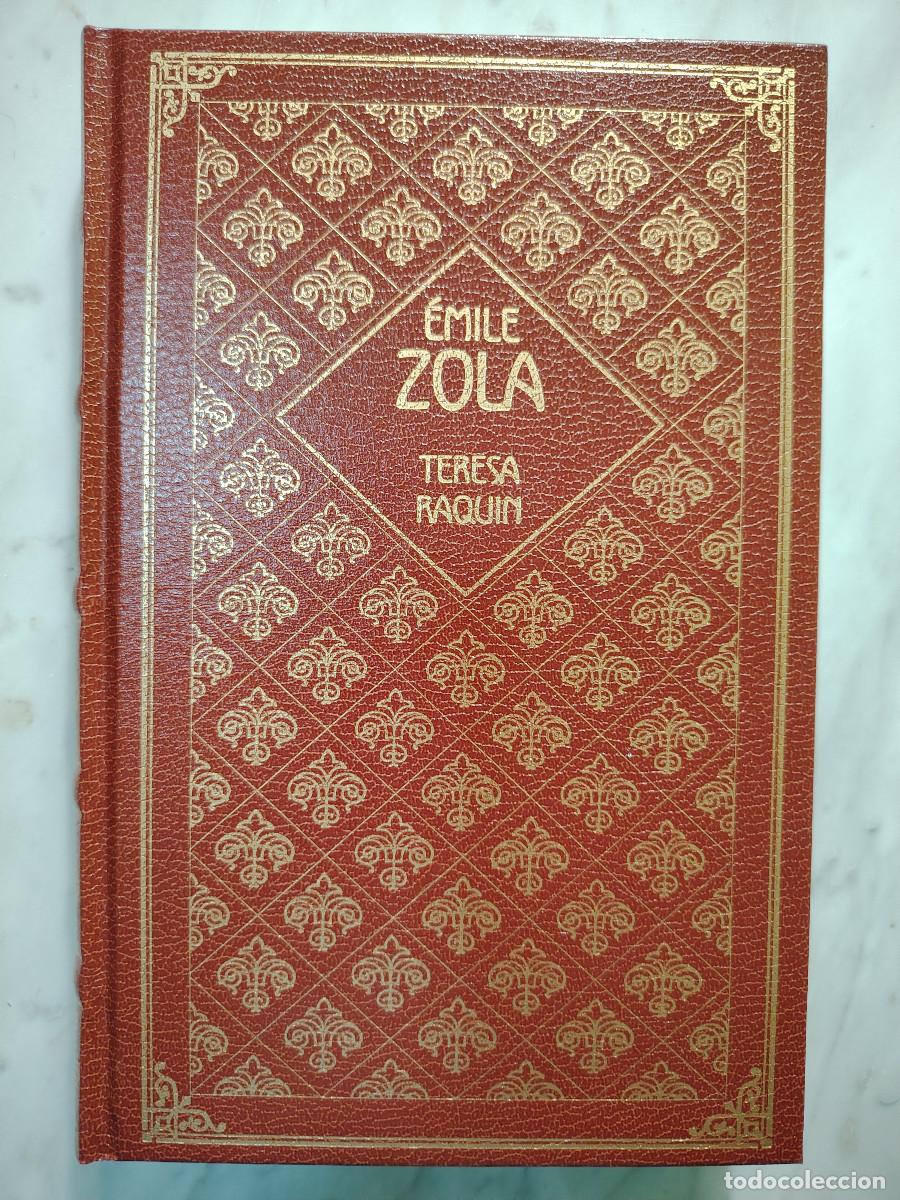 ÉMILE
ZOLA
TERESA
RAQUIN
todocoleccion